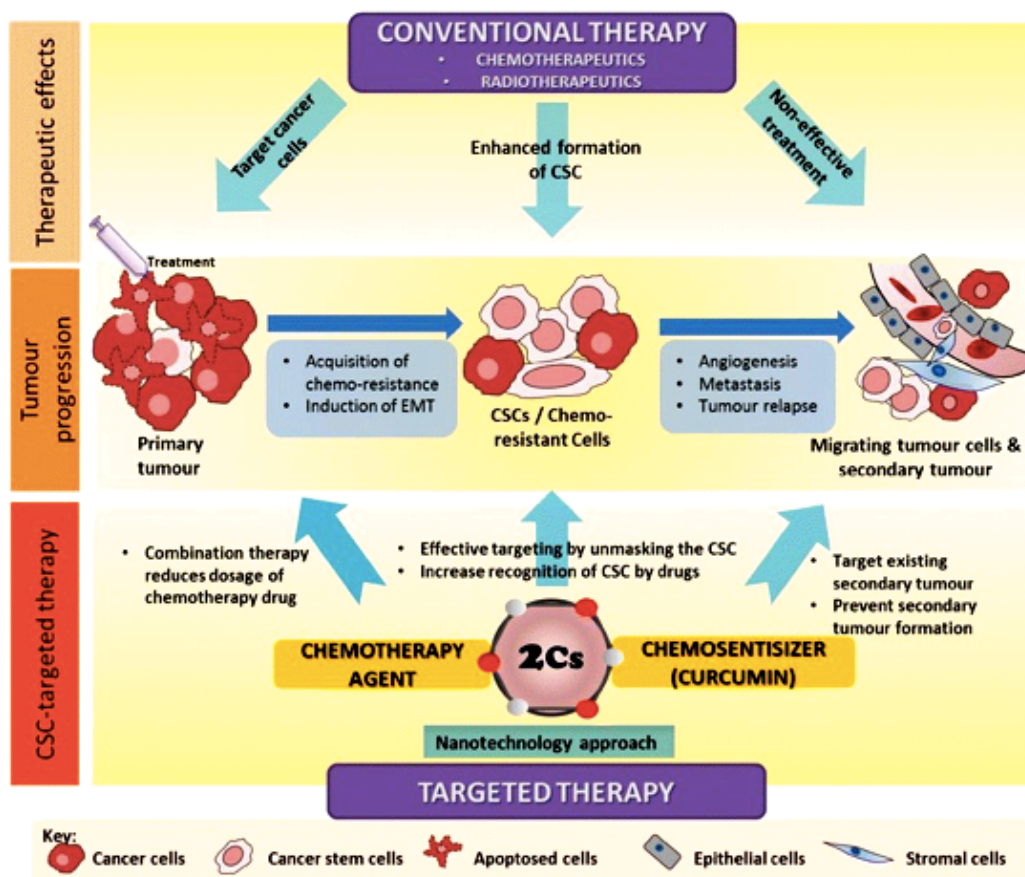 CONVENTIONAL THERAPY
• CHEMOTHERAPEUTICS
• RADIOTHERAPEUTICS
Therapeutic effects
Target cancer
cells
Enhanced formation
of CSC
Non-effective
treatment
Tumour
progression
Treatment
Primary
tumour
• Acquisition of
chemo-resistance
• Induction of EMT
CSCs / Chemo-
resistant Cells
• Angiogenesis
• Metastasis
• Tumour relapse
Migrating tumour cells &
secondary tumour
CSC-targeted therapy
• Combination therapy
reduces dosage of
chemotherapy drug
• Effective targeting by unmasking the CSC
• Increase recognition of CSC by drugs
• Target existing
secondary tumour
• Prevent secondary
tumour formation
CHEMOTHERAPY
AGENT
2Cs
CHEMOSENTISIZER
(CURCUMIN)
Nanotechnology approach
TARGETED THERAPY
Key:
Cancer cells
Cancer stem cells
Apoptosed cells
Epithelial cells
Stromal cells